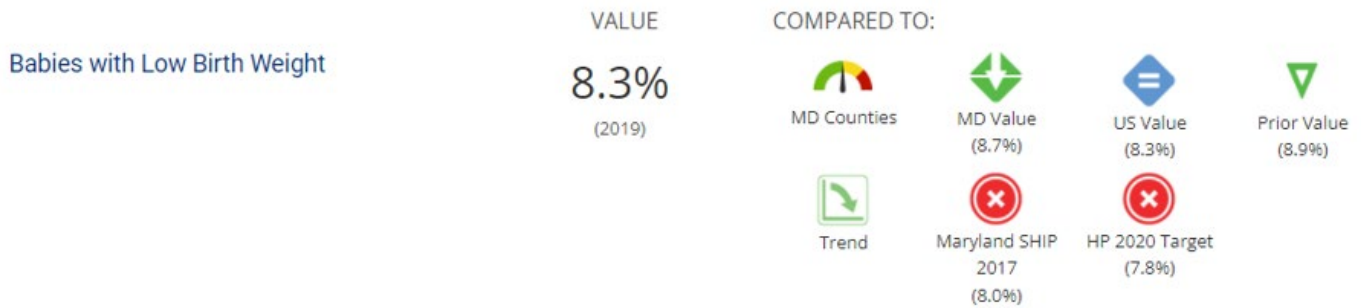 VALUE
COMPARED TO:
Babies with Low Birth Weight
8.3%
(2019)
MD Counties
MD Value
(8.7%)
US Value
(8.3%)
Prior Value
(8.9%)
Trend
Maryland SHIP
2017
(8.0%)
HP 2020 Target
(7.8%)